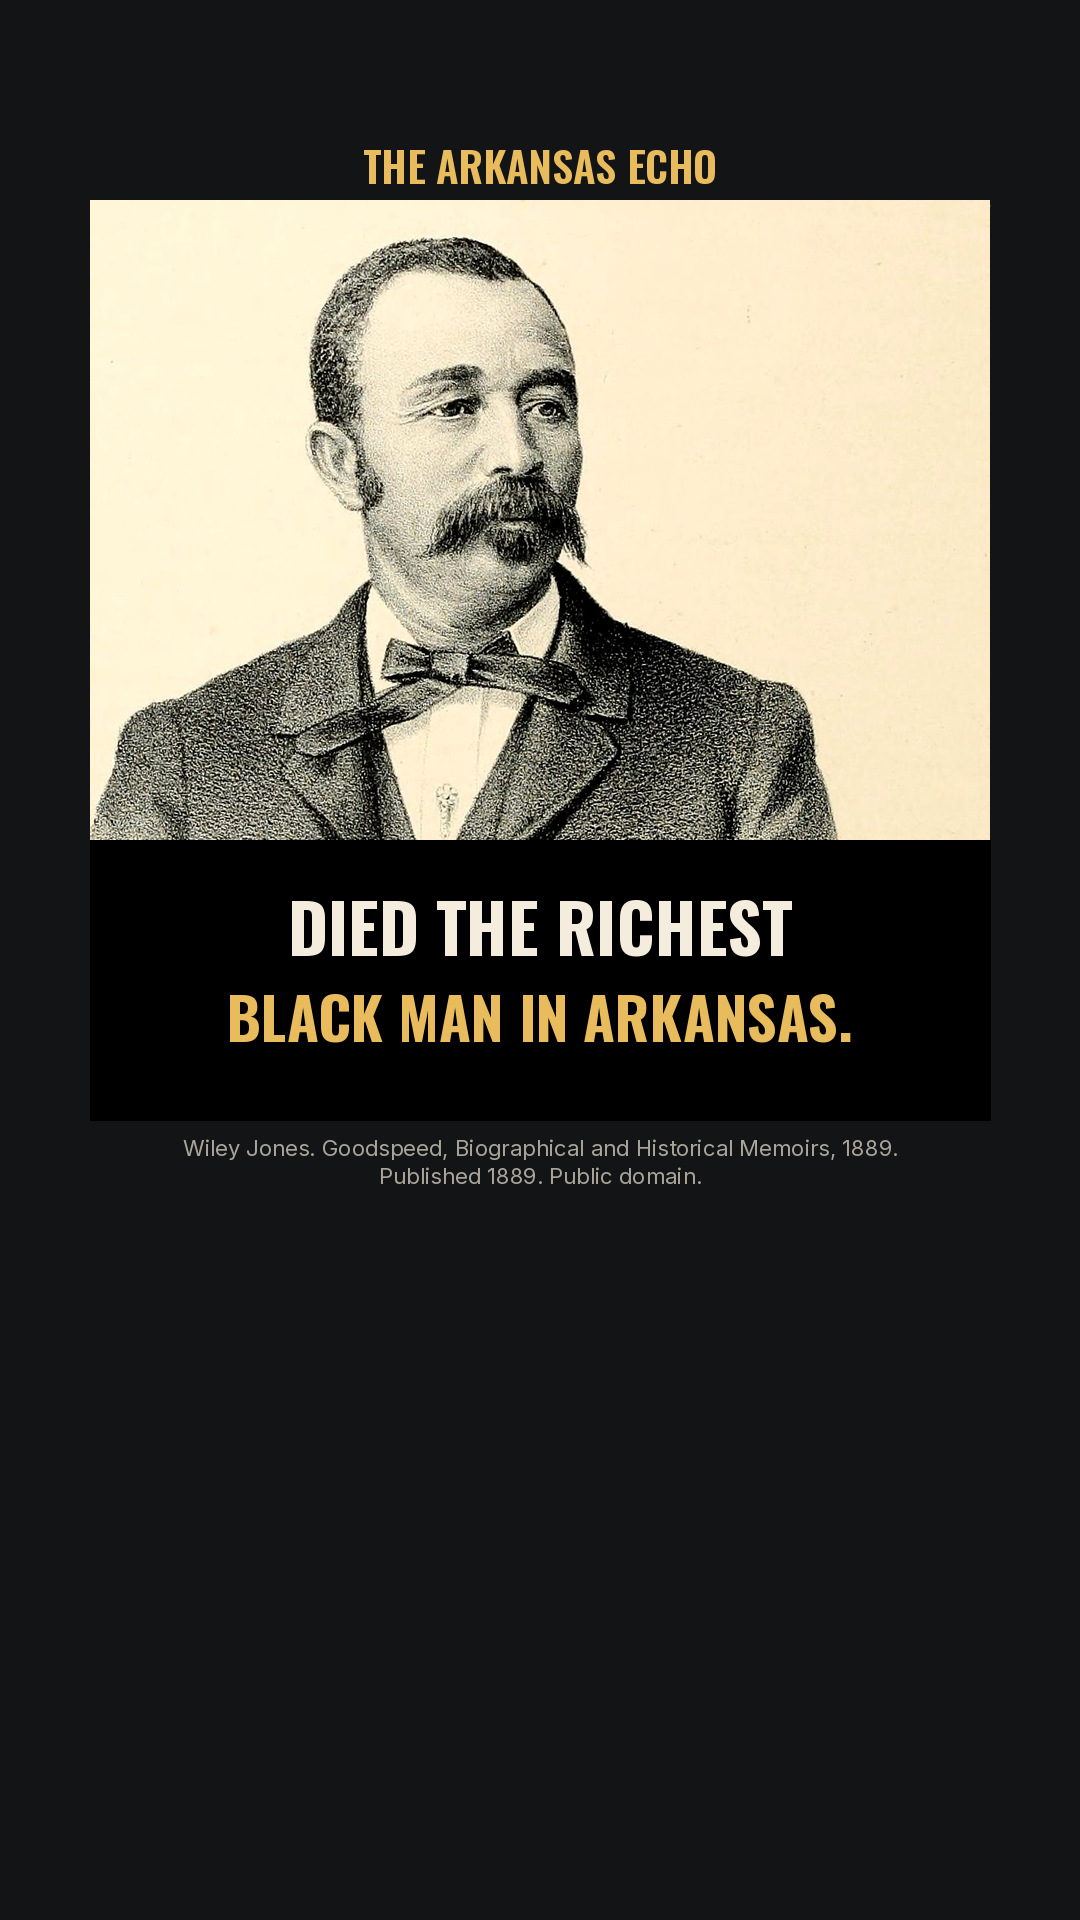 THE ARKANSAS ECHO
DIED THE RICHEST
BLACK MAN IN ARKANSAS.
Wiley Jones. Goodspeed, Biographical and Historical Memoirs, 1889.
Published 1889. Public domain.